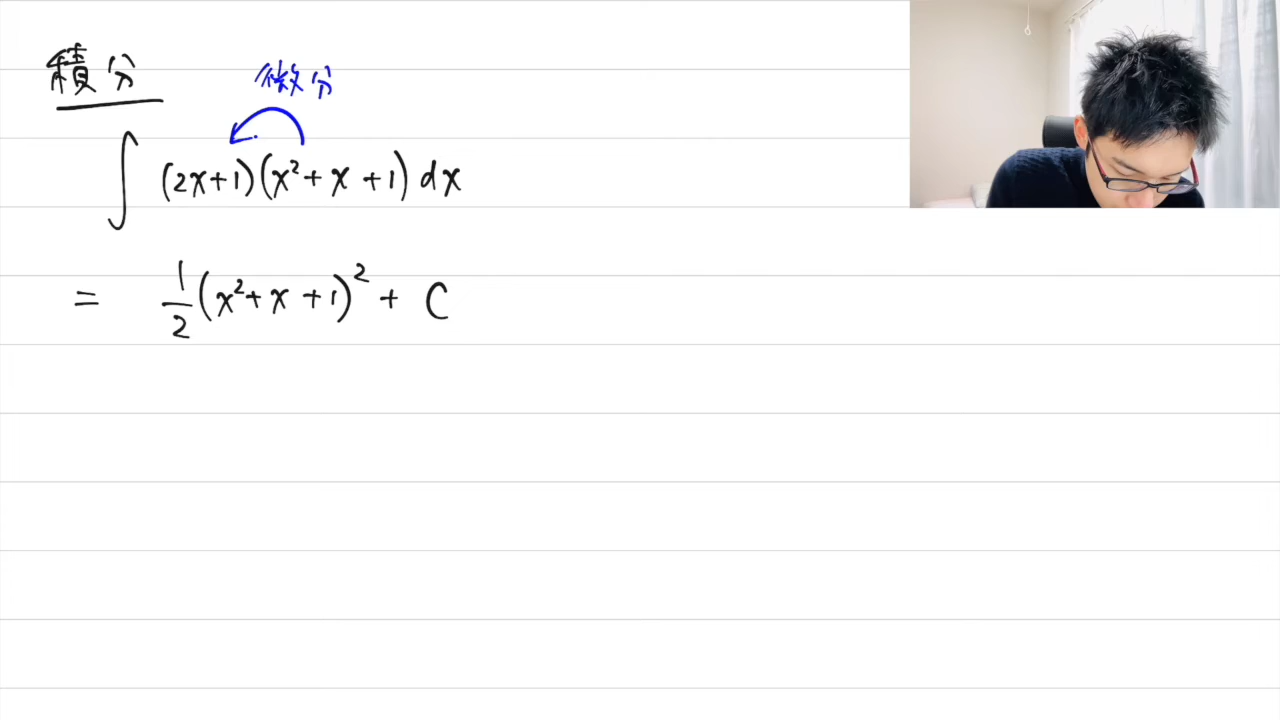 積分
微分
∫ (2x+1)(x²+x+1) dx
= 1/2 (x²+x+1)² + C